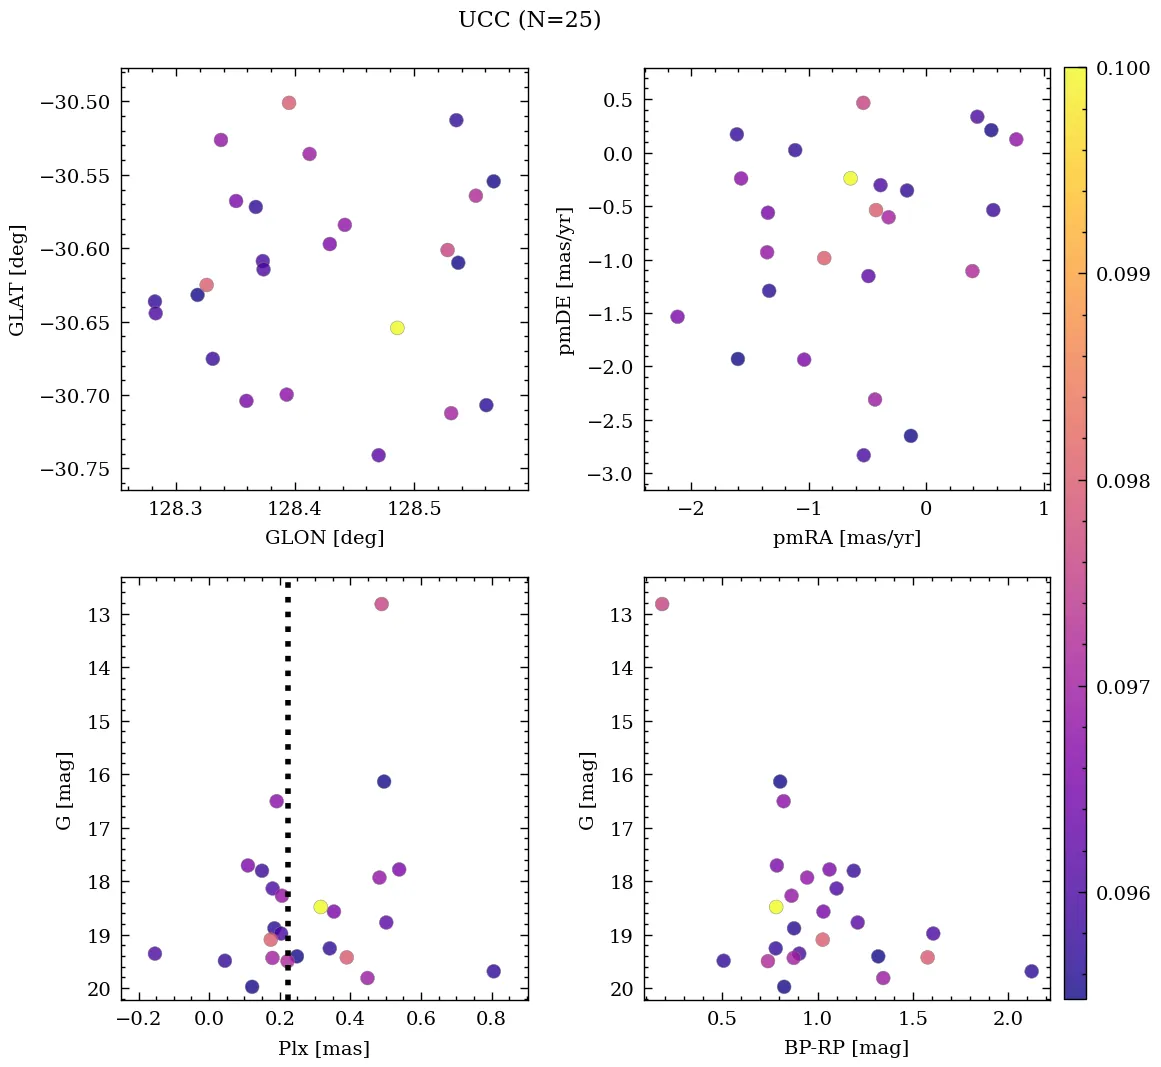 UCC (N=25)
−30.50
−30.55
−30.60
−30.65
−30.70
−30.75
GLAT [deg]
128.3 128.4 128.5
GLON [deg]
0.5
0.0
−0.5
−1.0
−1.5
−2.0
−2.5
−3.0
pmDE [mas/yr]
−2 −1 0 1
pmRA [mas/yr]
0.100
0.099
0.098
0.097
0.096
13
14
15
16
17
18
19
20
G [mag]
−0.2 0.0 0.2 0.4 0.6 0.8
Plx [mas]
13
14
15
16
17
18
19
20
G [mag]
0.5 1.0 1.5 2.0
BP-RP [mag]